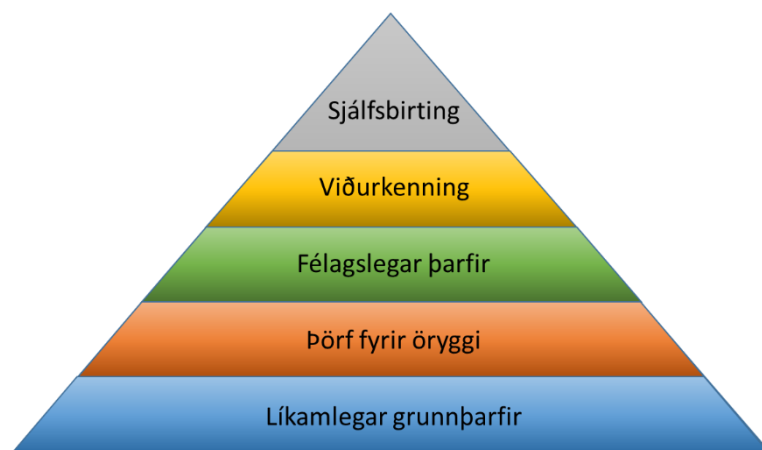 Sjálfsbirting
Viðurkenning
Félagslegar þarfir
Þörf fyrir öryggi
Líkamlegar grunnþarfir